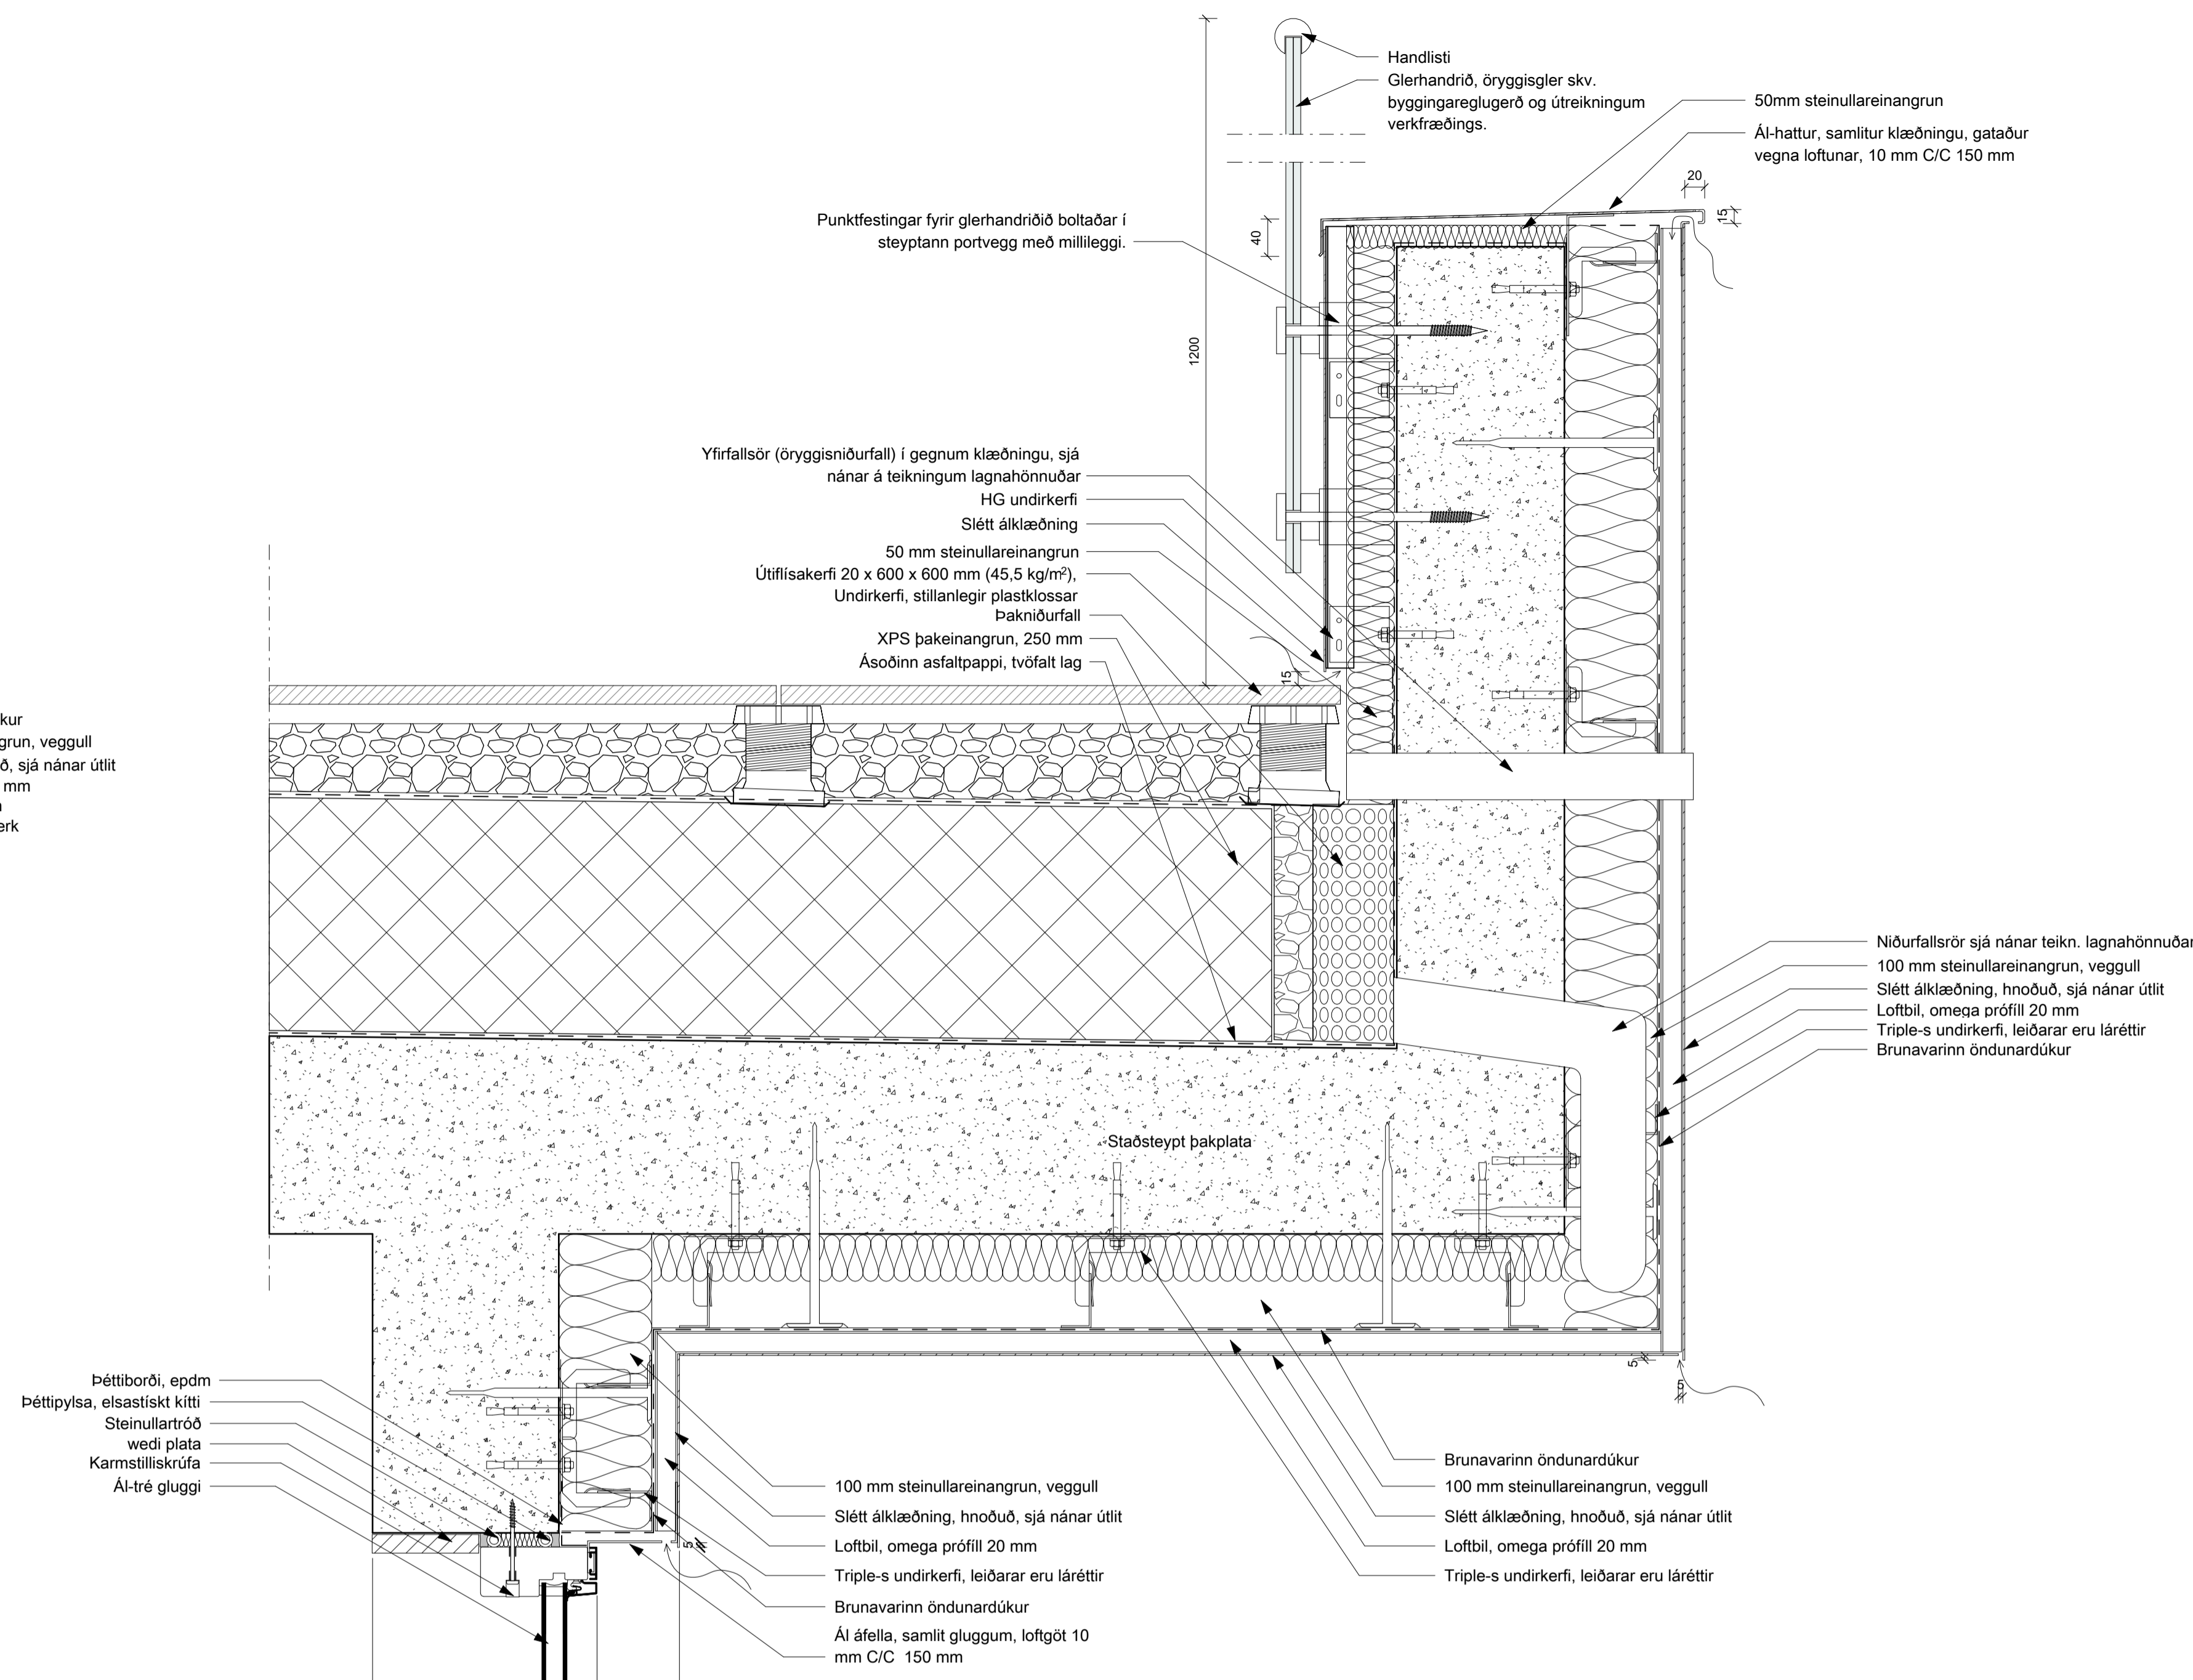 Handlisti
Glerhandrið, öryggisgler skv.
byggingareglugerð og útreikningum
verkfræðings.
50mm steinullareinangrun
Ál-hattur, samlitur klæðningu, gataður
vegna loftunar, 10 mm C/C 150 mm
20
15
40
1200
Punktfestingar fyrir glerhandriðið boltaðar í
steyptann portvegg með millileggi.
Yfirfallsör (öryggisniðurfall) í gegnum klæðningu, sjá
nánar á teikningum lagnahönnuðar
HG undirkerfi
Slétt álklæðning
50 mm steinullareinangrun
Útiflísakerfi 20 x 600 x 600 mm (45,5 kg/m²),
Undirkerfi, stillanlegir plastklossar
Þakniðurfall
XPS þakeinangrun, 250 mm
Ásoðinn asfaltpappi, tvöfalt lag
15
kur
grun, veggull
ð, sjá nánar útlit
mm
erk
Niðurfallsrör sjá nánar teikn. lagnahönnuðar
100 mm steinullareinangrun, veggull
Slétt álklæðning, hnoðuð, sjá nánar útlit
Loftbil, omega prófíll 20 mm
Triple-s undirkerfi, leiðarar eru láréttir
Brunavarinn öndunardúkur
Staðsteypt þakplata
5
5
Þéttiborði, epdm
Þéttipylsa, elsastískt kítti
Steinullartróð
wedi plata
Karmstilliskrúfa
Ál-tré gluggi
5
100 mm steinullareinangrun, veggull
Slétt álklæðning, hnoðuð, sjá nánar útlit
Loftbil, omega prófíll 20 mm
Triple-s undirkerfi, leiðarar eru láréttir
Brunavarinn öndunardúkur
Ál áfella, samlit gluggum, loftgöt 10
mm C/C 150 mm
Brunavarinn öndunardúkur
100 mm steinullareinangrun, veggull
Slétt álklæðning, hnoðuð, sjá nánar útlit
Loftbil, omega prófíll 20 mm
Triple-s undirkerfi, leiðarar eru láréttir